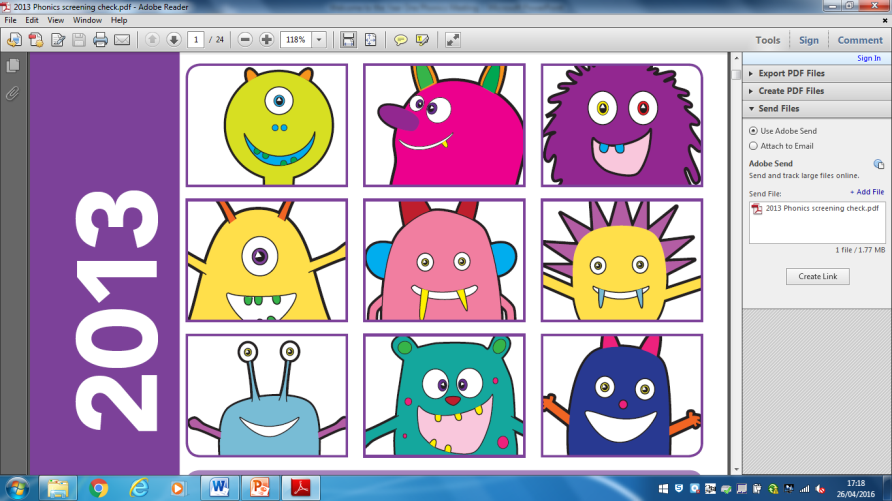 2013 Phonics screening check.pdf - Adobe Reader
File Edit View Window Help
1 / 24 118% Tools Sign Comment
Sign In
Export PDF Files
Create PDF Files
Send Files
Use Adobe Send
Attach to Email
Adobe Send
Send and track large files online.
Send File: + Add File
2013 Phonics screening check.pdf
1 file / 1.77 MB
Create Link
2013
17:18
26/04/2016